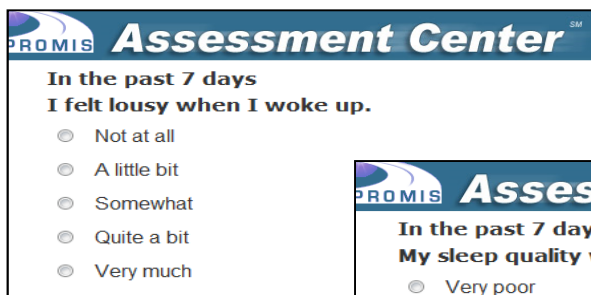 PROMIS Assessment Center SM
In the past 7 days
I felt lousy when I woke up.
Not at all
A little bit
Somewhat
Quite a bit
Very much
PROMIS Asses
In the past 7 day
My sleep quality
Very poor